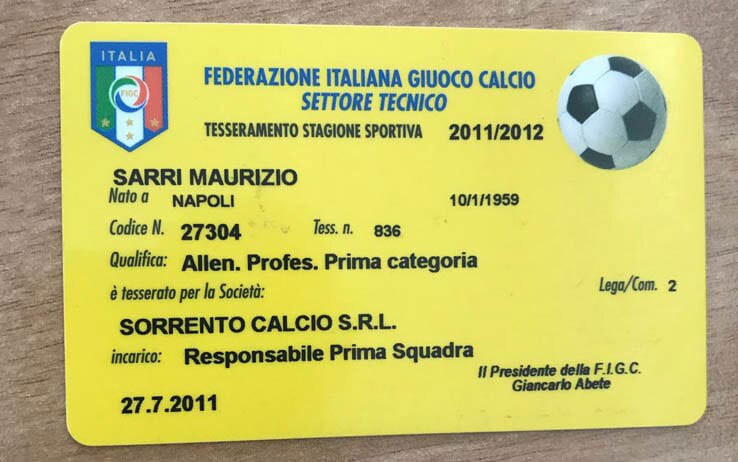 ITALIA
FIGC
FEDERAZIONE ITALIANA GIUOCO CALCIO
SETTORE TECNICO
TESSERAMENTO STAGIONE SPORTIVA 2011/2012
SARRI MAURIZIO
Nato a NAPOLI 10/1/1959
Codice N. 27304 Tess. n. 836
Qualifica: Allen. Profes. Prima categoria
è tesserato per la Società: Lega/Com. 2
SORRENTO CALCIO S.R.L.
incarico: Responsabile Prima Squadra
Il Presidente della F.I.G.C.
Giancarlo Abete
27.7.2011